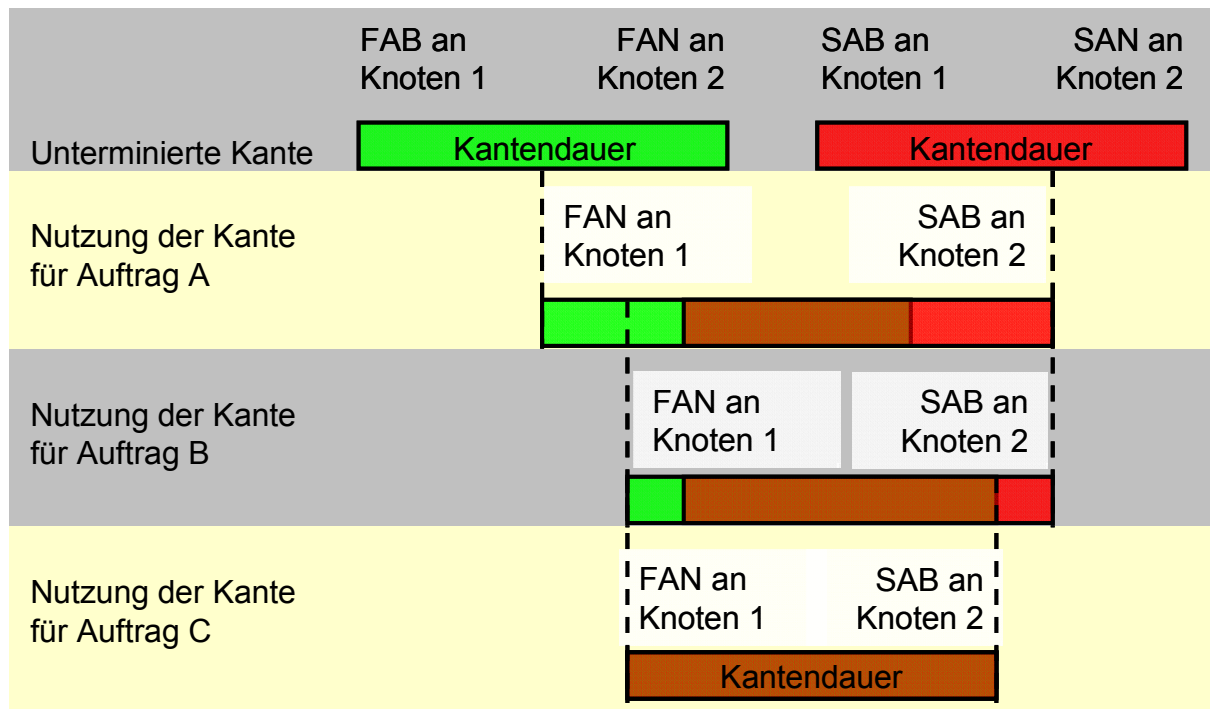 FAB an
Knoten 1
FAN an
Knoten 2
SAB an
Knoten 1
SAN an
Knoten 2
Unterminierte Kante
Kantendauer
Kantendauer
Nutzung der Kante
für Auftrag A
FAN an
Knoten 1
SAB an
Knoten 2
Nutzung der Kante
für Auftrag B
FAN an
Knoten 1
SAB an
Knoten 2
Nutzung der Kante
für Auftrag C
FAN an
Knoten 1
SAB an
Knoten 2
Kantendauer